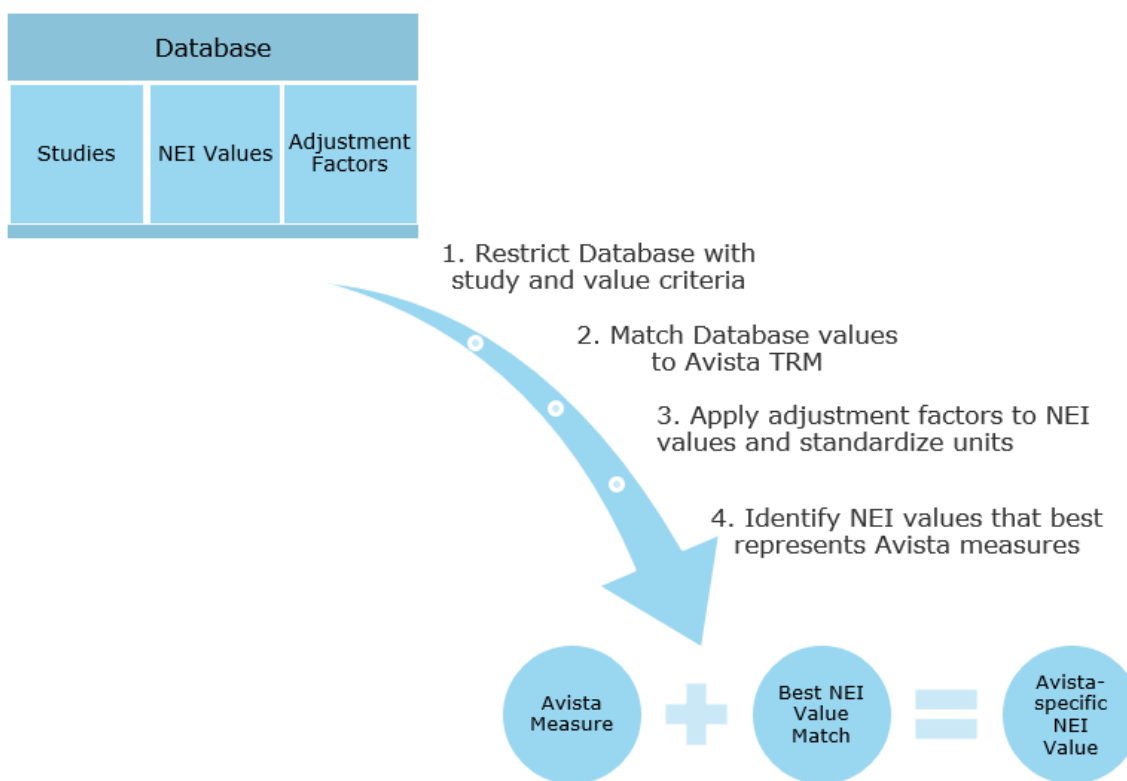 Database
Studies
NEI Values
Adjustment
Factors
1. Restrict Database with
study and value criteria
2. Match Database values
to Avista TRM
3. Apply adjustment factors to NEI
values and standardize units
4. Identify NEI values that best
represents Avista measures
Avista
Measure
Best NEI
Value
Match
Avista-
specific
NEI
Value